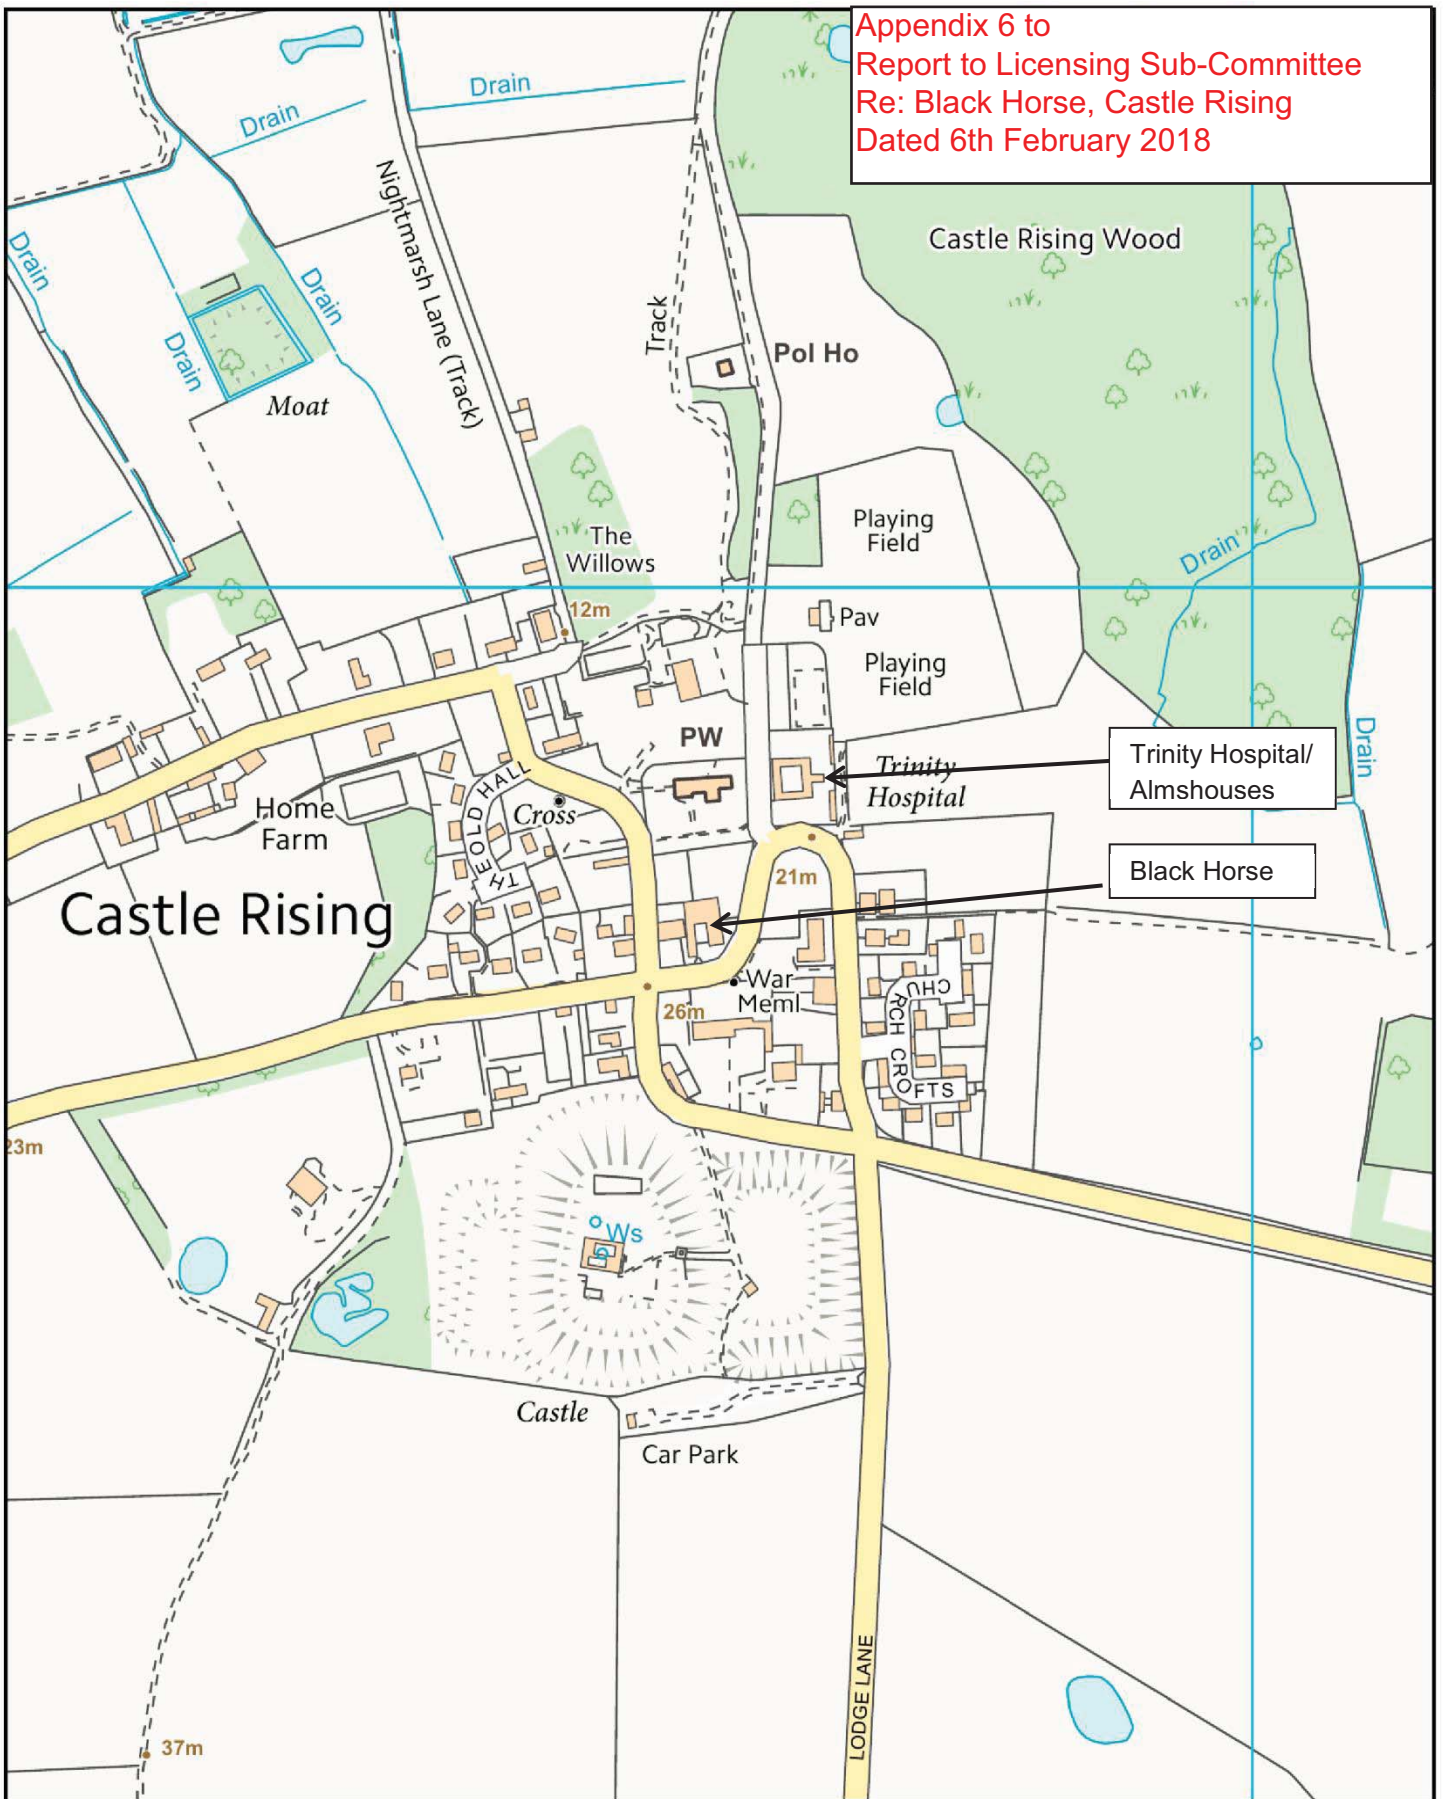 Appendix 6 to
Report to Licensing Sub-Committee
Re: Black Horse, Castle Rising
Dated 6th February 2018
Drain
Drain
Nightmarsh Lane (Track)
Castle Rising Wood
Drain
Drain
Drain
Track
Pol Ho
Moat
Playing
Field
The
Willows
Drain
12m
Pav
Playing
Field
PW
Trinity
Hospital
Trinity Hospital/
Almshouses
Drain
THE OLD HALL
Cross
Home
Farm
21m
Black Horse
Castle Rising
War
Meml
26m
CHURCH CROFTS
23m
Ws
Castle
Car Park
LODGE LANE
37m